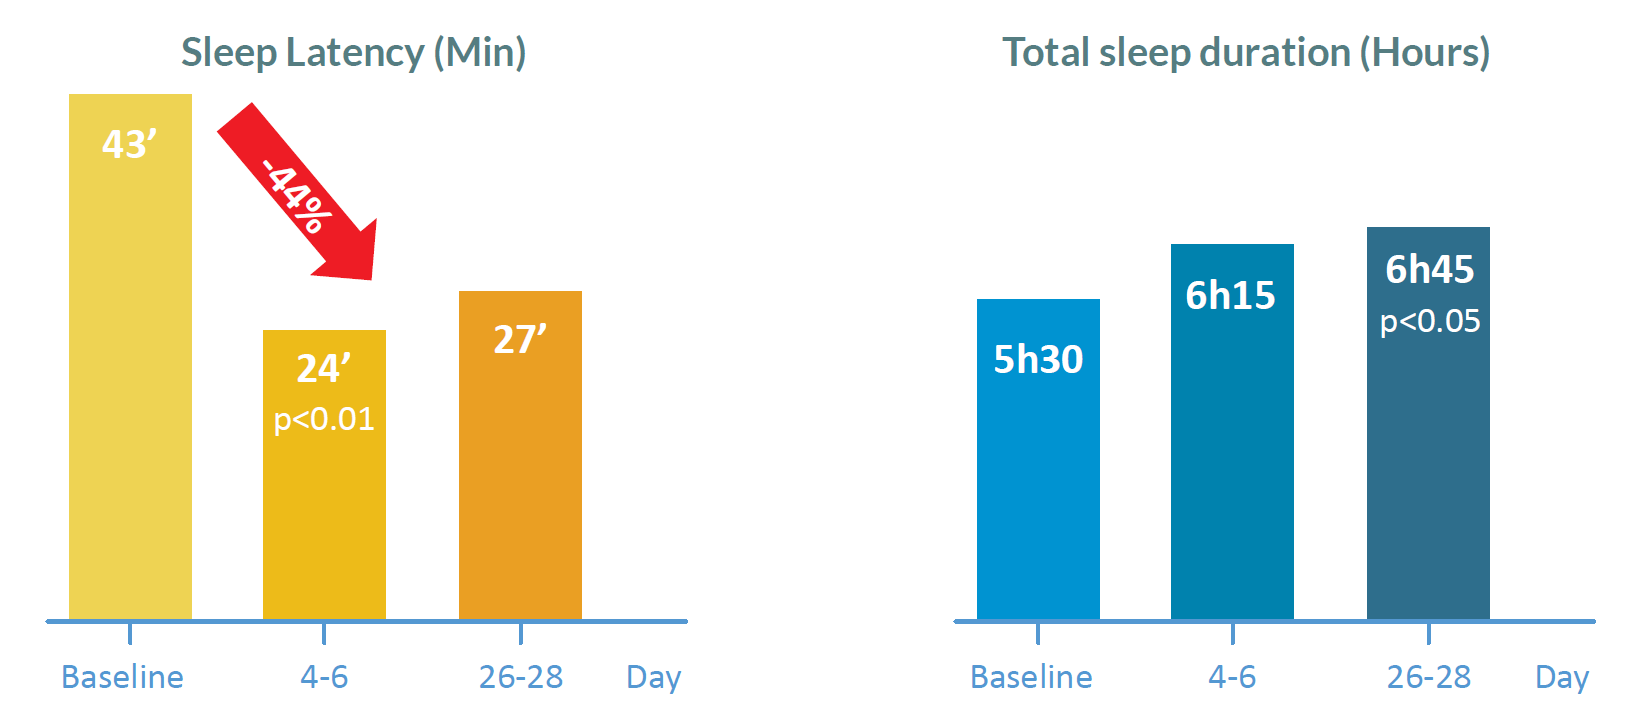 Sleep Latency (Min)
43’
-44%
24’
p<0.01
27’
Baseline
4-6
26-28
Day
Total sleep duration (Hours)
5h30
6h15
6h45
p<0.05
Baseline
4-6
26-28
Day